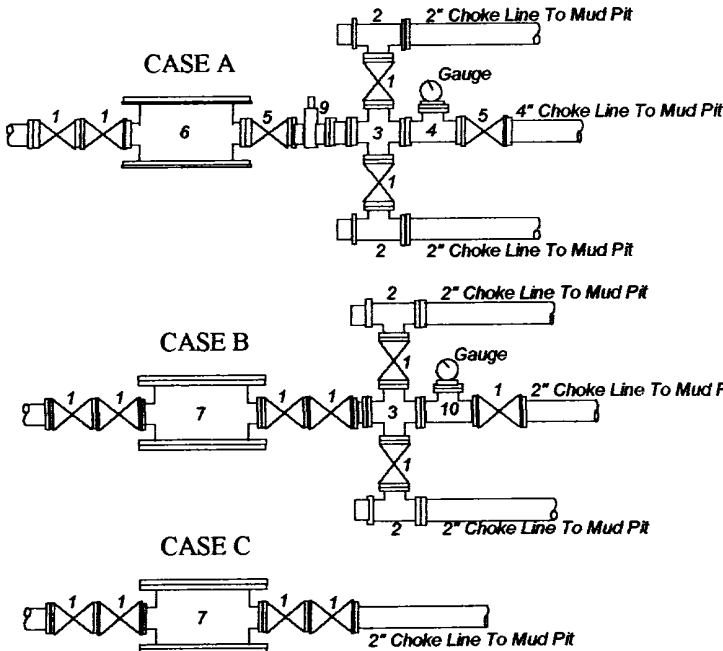 2 2" Choke Line To Mud Pit
CASE A
Gauge
1
1 1 6 5 9 3 4 5 4" Choke Line To Mud Pit
1
2 2" Choke Line To Mud Pit
2 2" Choke Line To Mud Pit
CASE B
Gauge
1
1 1 7 1 1 3 10 1 2" Choke Line To Mud P
1
2 2" Choke Line To Mud Pit
CASE C
1 1 7 1 1
2" Choke Line To Mud Pit